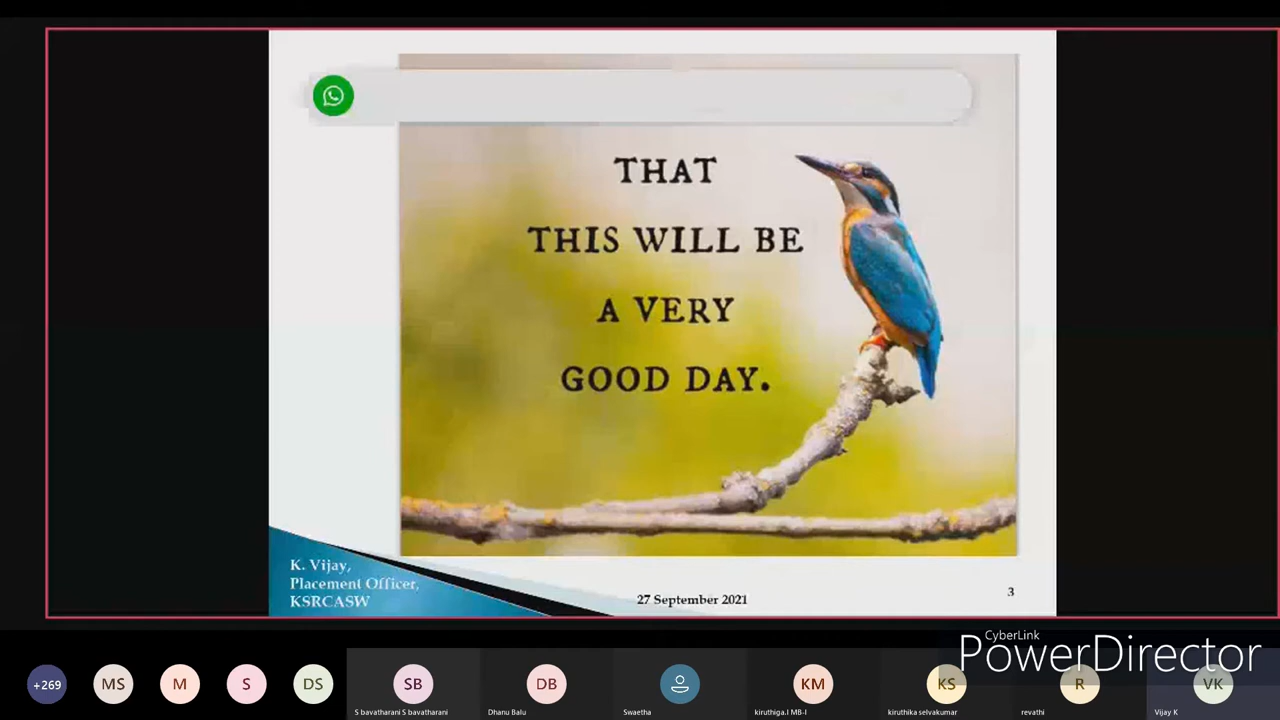 THAT
THIS WILL BE
A VERY
GOOD DAY.
K. Vijay,
Placement Officer,
KSRCASW
27 September 2021
3
CyberLink
PowerDirector
+269
MS
M
S
DS
SB
DB
KM
KS
R
VK
S bavatharani S bavatharani
Dhanu Balu
Swaetha
kiruthiga.I MB-I
kiruthika selvakumar
revathi
Vijay K